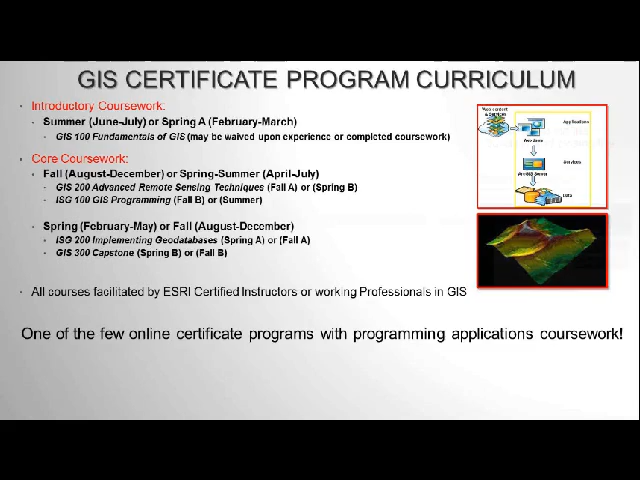 GIS CERTIFICATE PROGRAM CURRICULUM
Introductory Coursework:
Summer (June-July) or Spring A (February-March)
GIS 100 Fundamentals of GIS (may be waived upon experience or completed coursework)
Core Coursework:
Fall (August-December) or Spring-Summer (April-July)
GIS 200 Advanced Remote Sensing Techniques (Fall A) or (Spring B)
ISG 100 GIS Programming (Fall B) or (Summer)
Spring (February-May) or Fall (August-December)
ISG 200 Implementing Geodatabases (Spring A) or (Fall A)
GIS 300 Capstone (Spring B) or (Fall B)
All courses facilitated by ESRI Certified Instructors or working Professionals in GIS
One of the few online certificate programs with programming applications coursework!
Applications
Services
ArcGIS Server